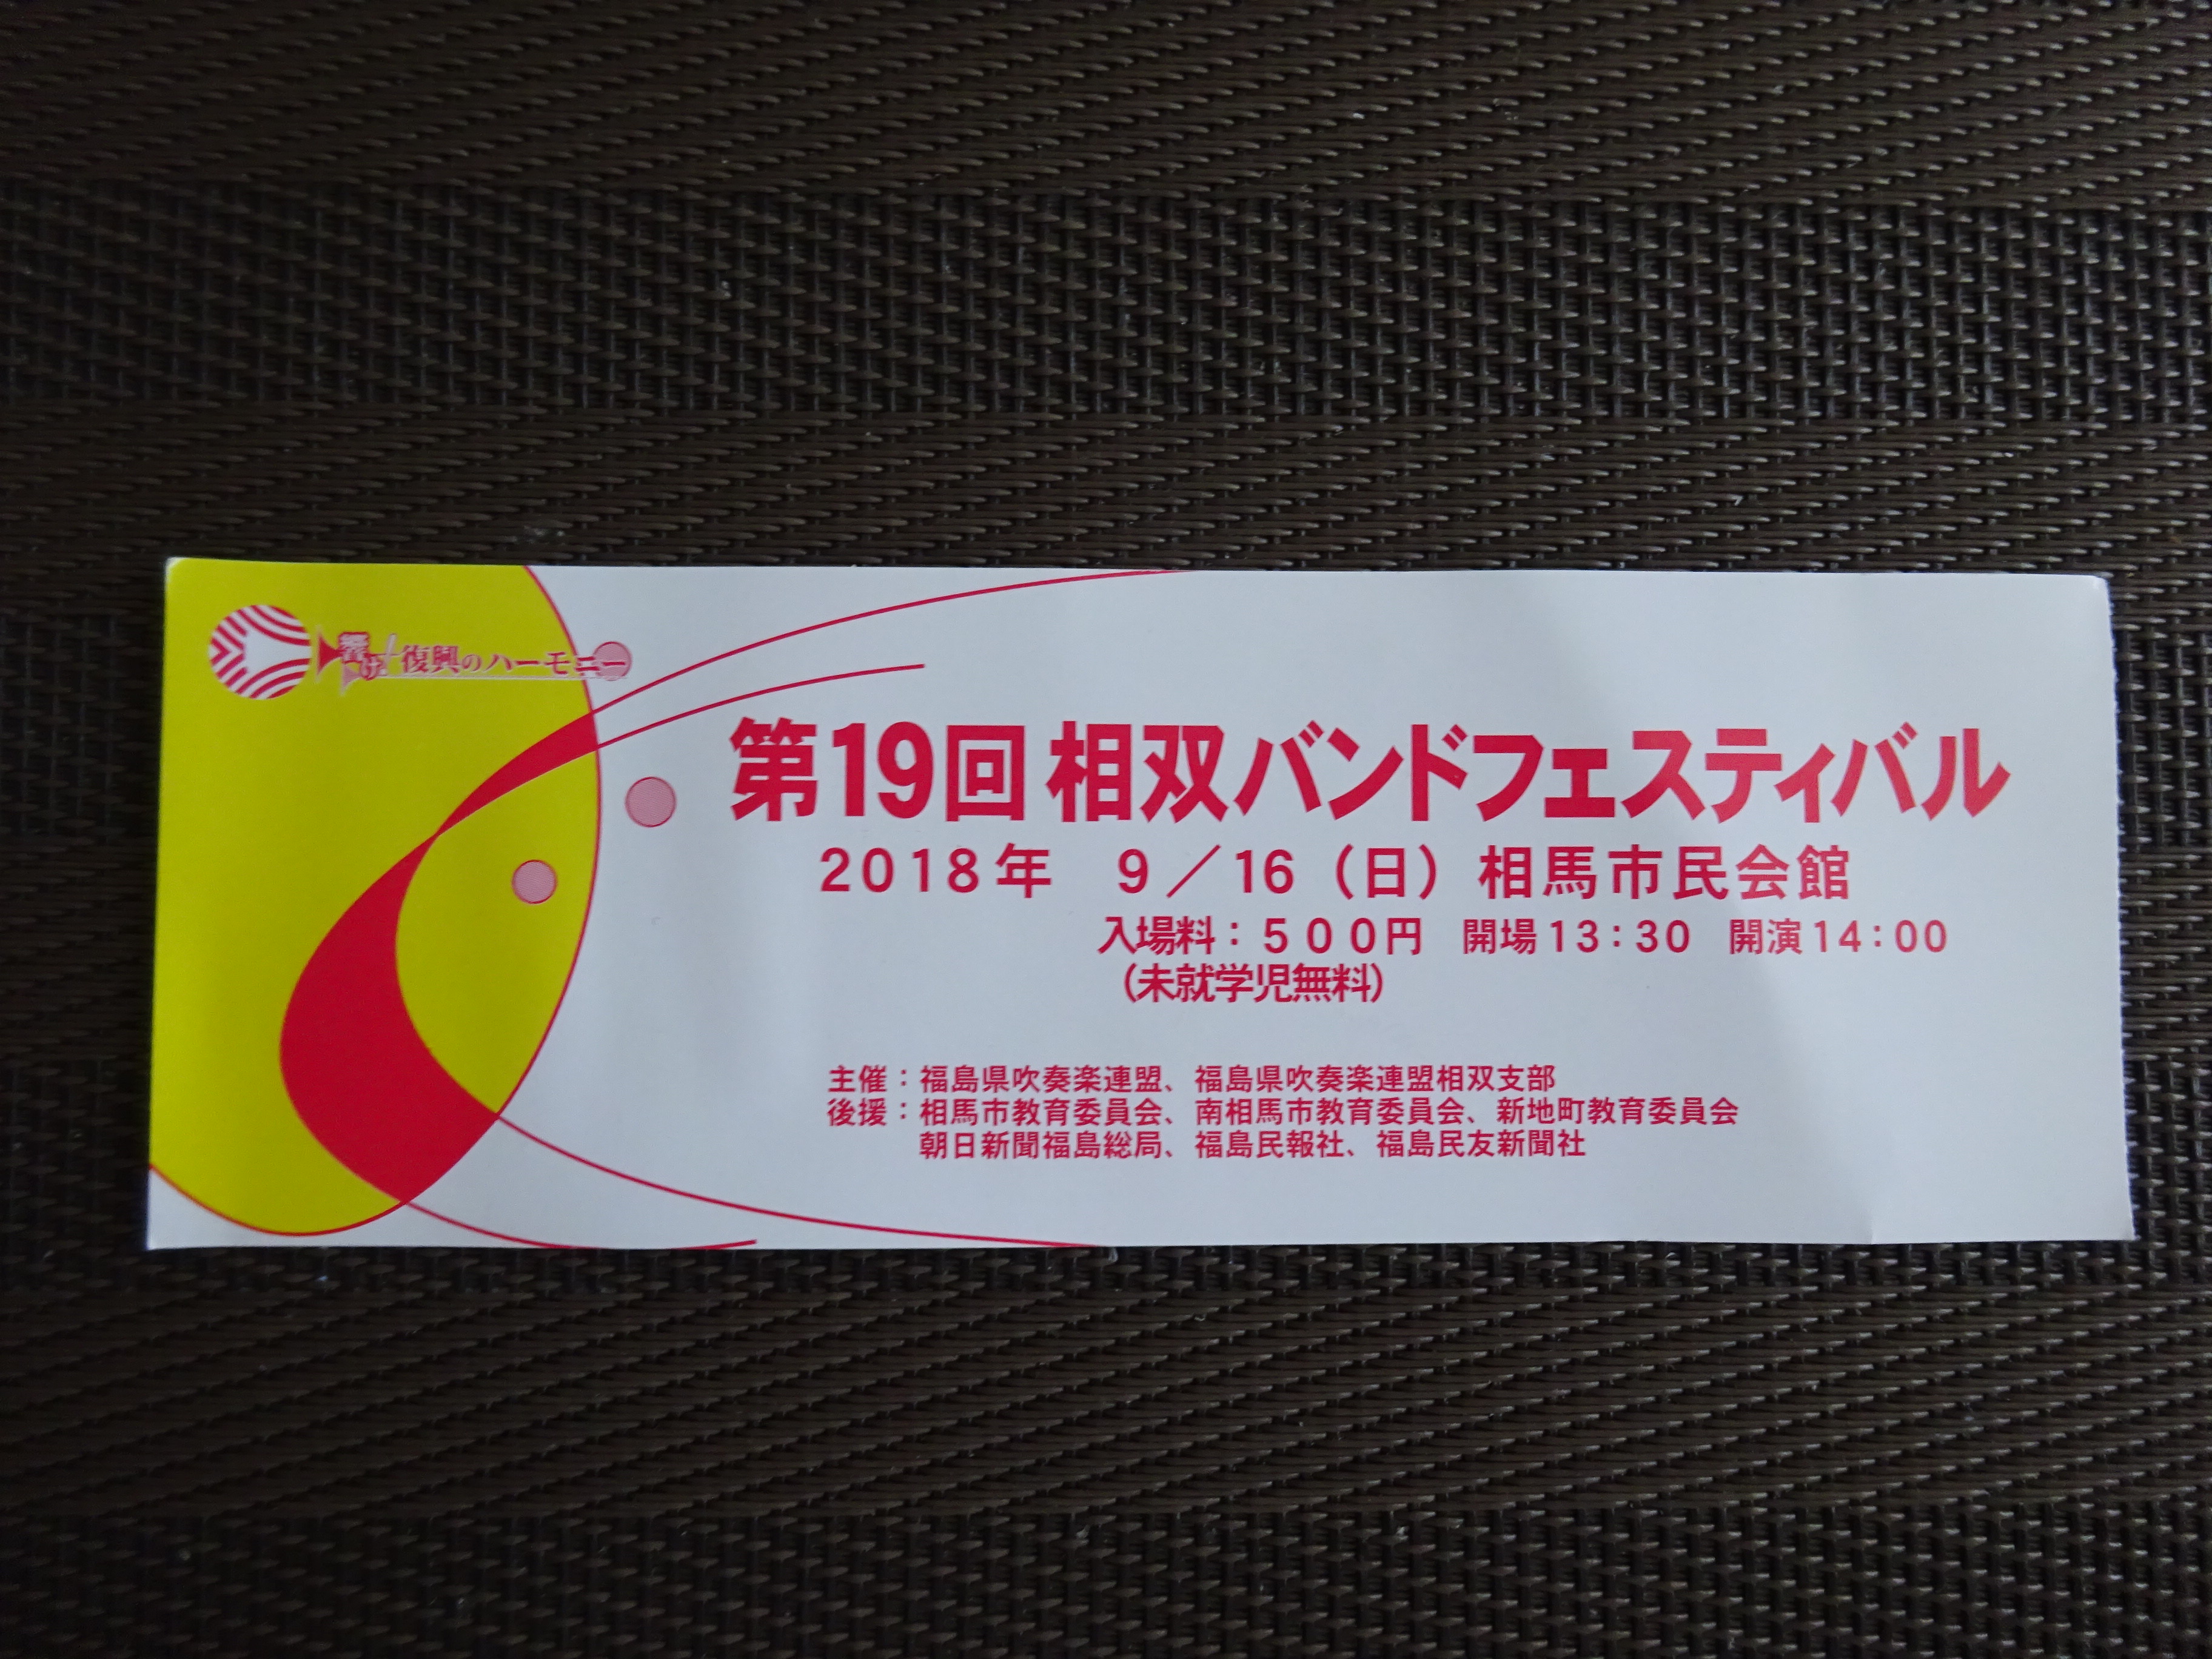 響け!復興のハーモニー
第19回 相双バンドフェスティバル
2018年 9／16（日）相馬市民会館
入場料：５００円 開場13：30 開演14：00
（未就学児無料）
主催：福島県吹奏楽連盟、福島県吹奏楽連盟相双支部
後援：相馬市教育委員会、南相馬市教育委員会、新地町教育委員会
朝日新聞福島総局、福島民報社、福島民友新聞社